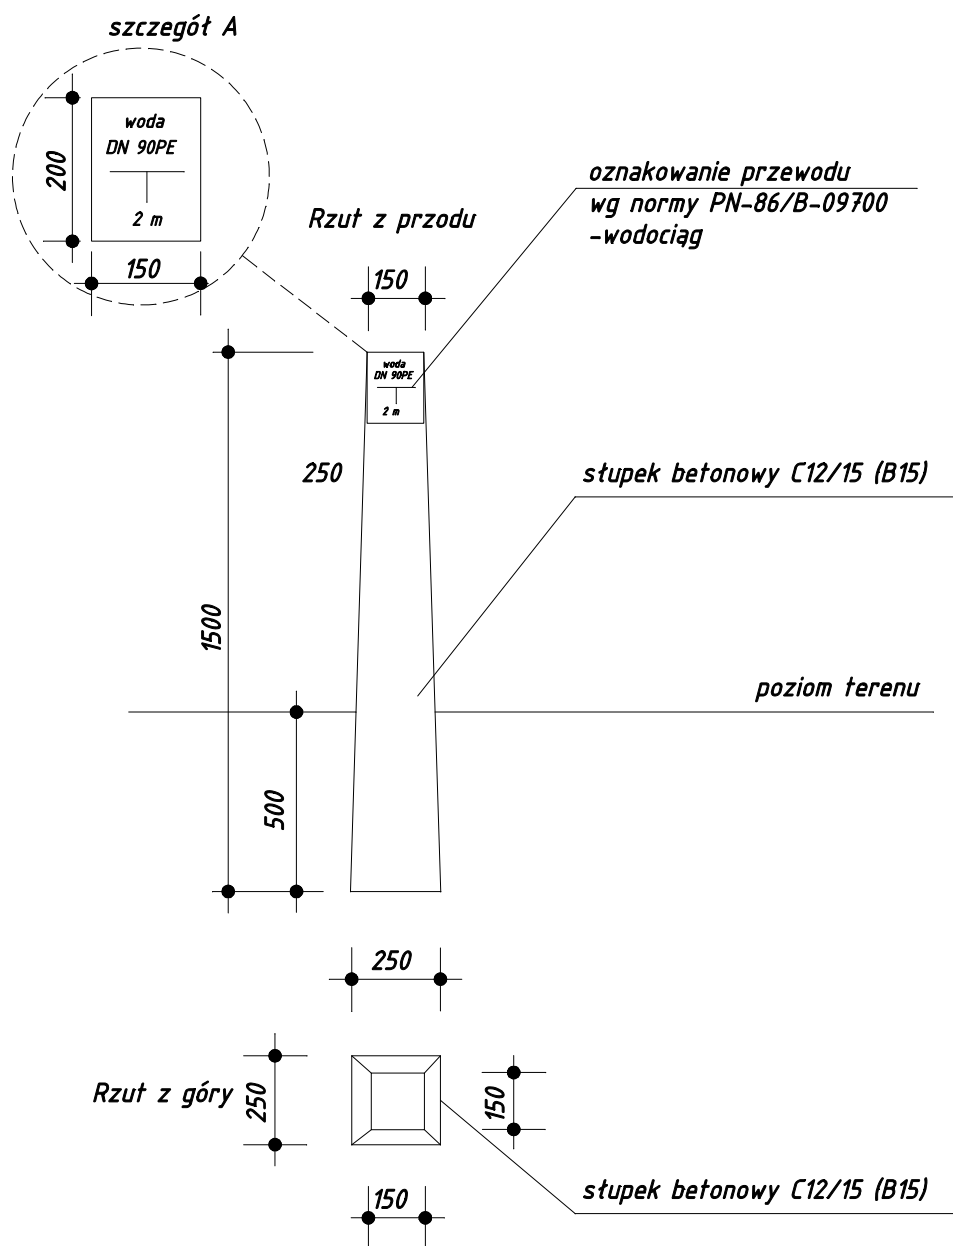 szczegół A
woda
DN 90PE
2 m
200
150
oznakowanie przewodu
wg normy PN-86/B-09700
-wodociąg
Rzut z przodu
150
woda
DN 90PE
2 m
250
słupek betonowy C12/15 (B15)
1500
poziom terenu
500
250
Rzut z góry
250
150
150
słupek betonowy C12/15 (B15)